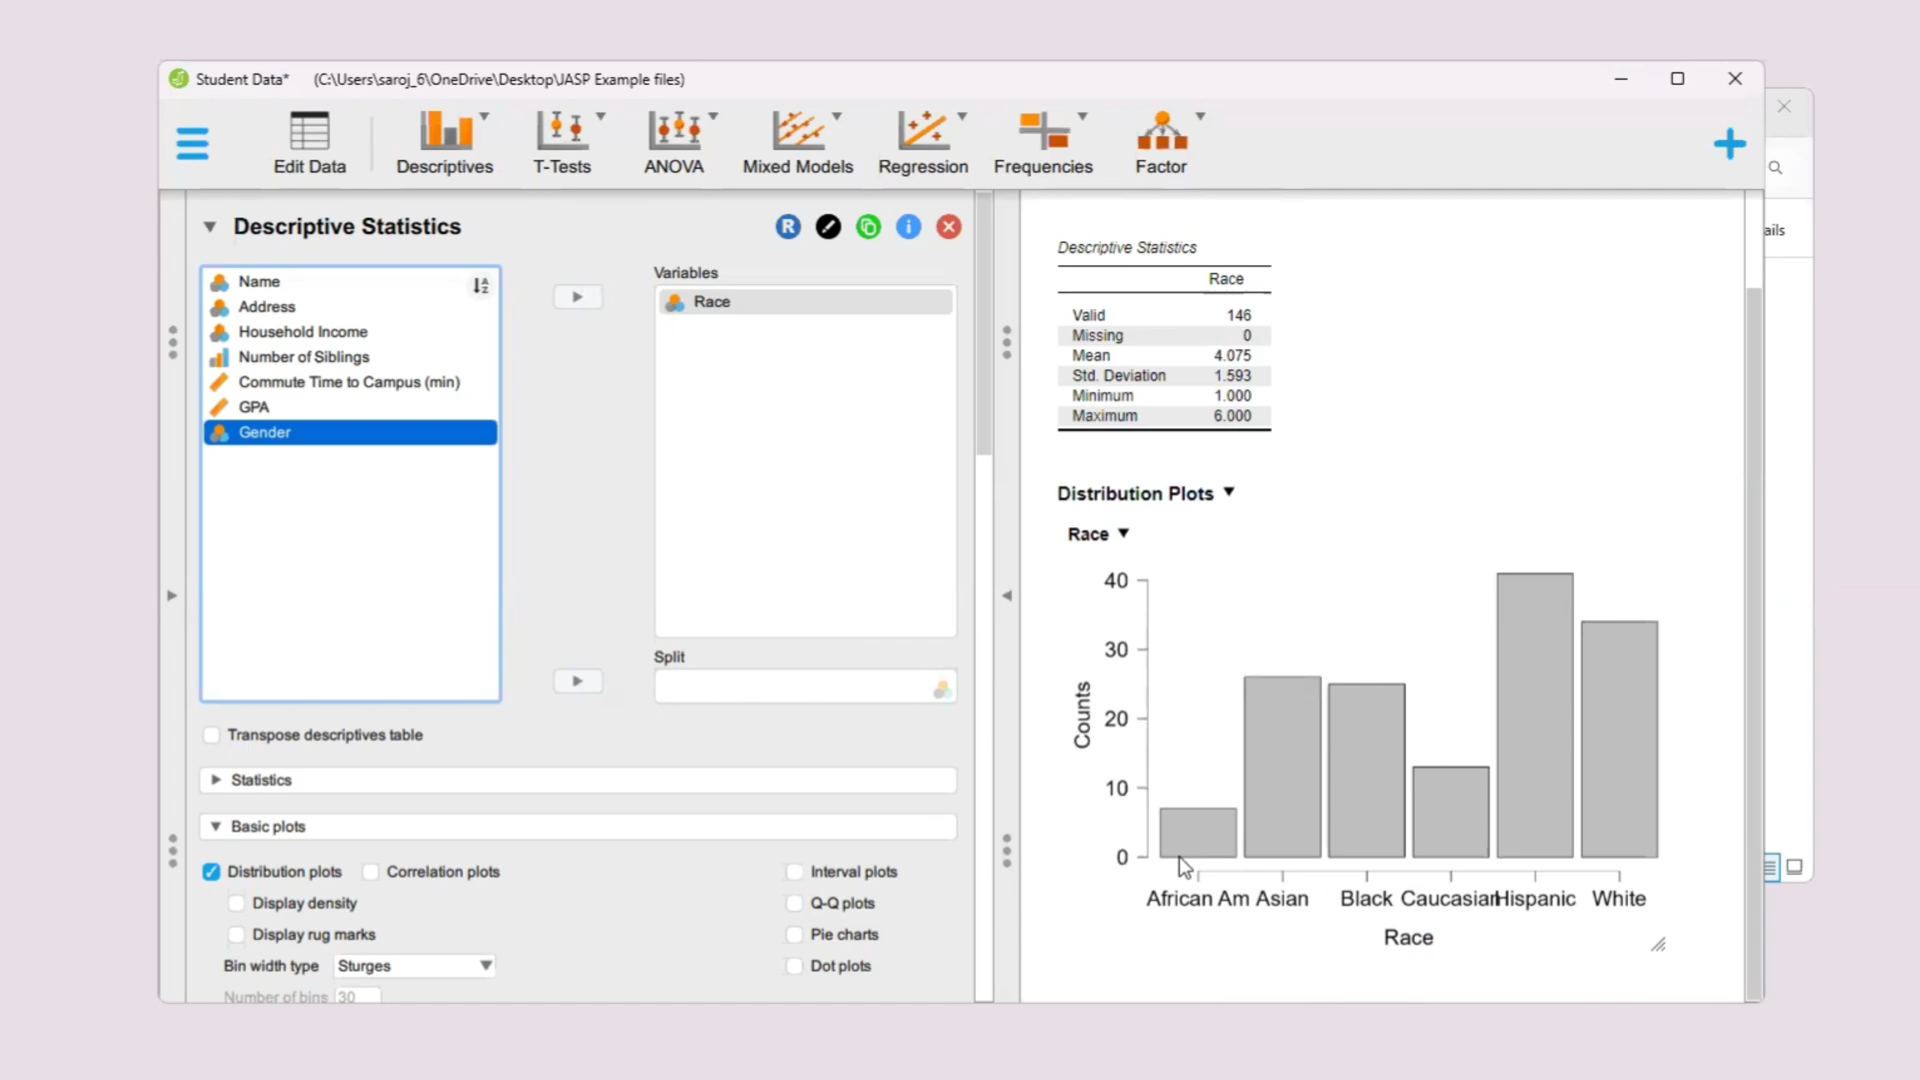 Student Data* (C:\Users\saroj_6\OneDrive\Desktop\JASP Example files)
Edit Data
Descriptives
T-Tests
ANOVA
Mixed Models
Regression
Frequencies
Factor
ails
Descriptive Statistics
R
i
Name
Address
Household Income
Number of Siblings
Commute Time to Campus (min)
GPA
Gender
Variables
Race
Split
Transpose descriptives table
Statistics
Basic plots
Distribution plots
Correlation plots
Interval plots
Display density
Q-Q plots
Display rug marks
Pie charts
Bin width type Sturges
Dot plots
Number of bins 30
Descriptive Statistics
Race
Valid 146
Missing 0
Mean 4.075
Std. Deviation 1.593
Minimum 1.000
Maximum 6.000
Distribution Plots
Race
40
30
20
10
0
Counts
African Am Asian Black Caucasian Hispanic White
Race